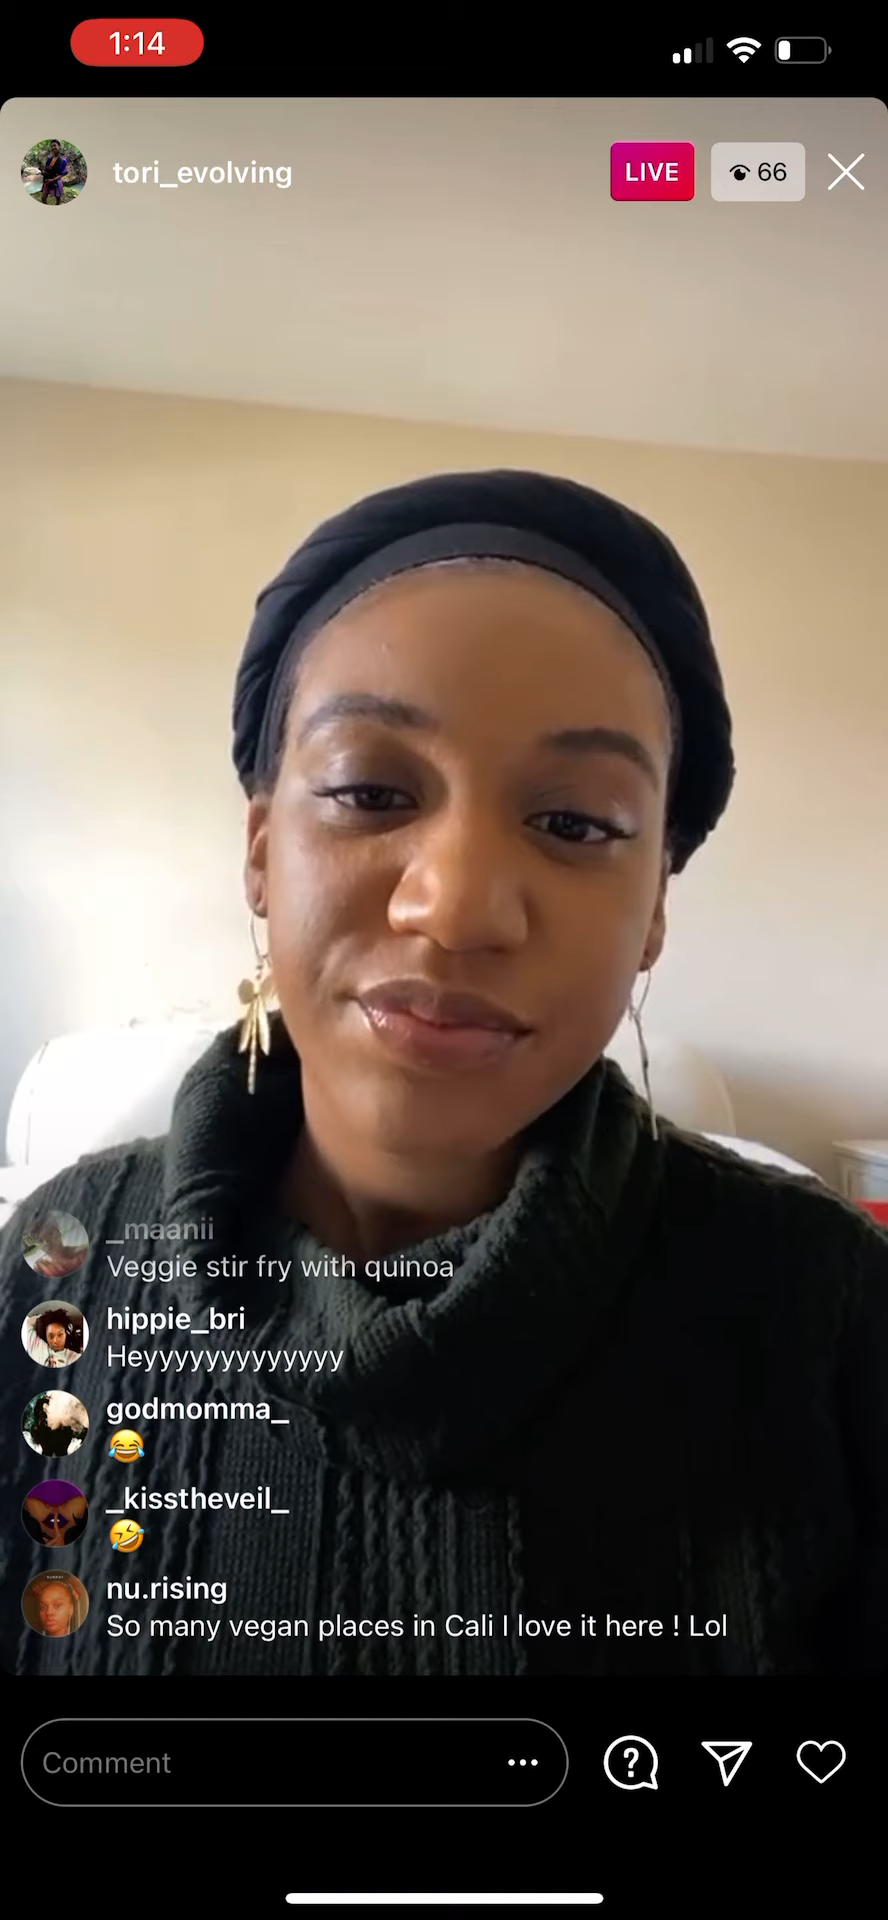 1:14
tori_evolving
LIVE
66
_maanii
Veggie stir fry with quinoa
hippie_bri
Heyyyyyyyyyyyyy
godmomma_
😂
_kisstheveil_
🤣
nu.rising
So many vegan places in Cali I love it here ! Lol
Comment